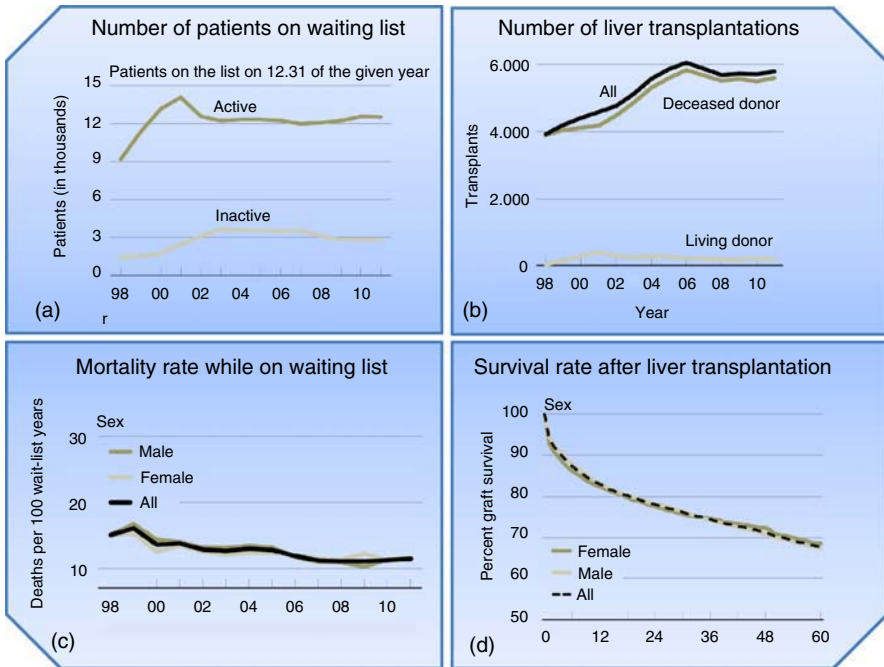 Number of patients on waiting list
Patients on the list on 12.31 of the given year
Patients (in thousands)
15
12
9
6
3
0
Active
Inactive
98 00 02 04 06 08 10
r
(a)
Number of liver transplantations
Transplants
6.000
4.000
2.000
0
All
Deceased donor
Living donor
98 00 02 04 06 08 10
Year
(b)
Mortality rate while on waiting list
Deaths per 100 wait-list years
Sex
30
20
10
Male
Female
All
98 00 02 04 06 08 10
(c)
Survival rate after liver transplantation
Percent graft survival
Sex
100
90
80
70
60
50
Female
Male
All
0 12 24 36 48 60
(d)